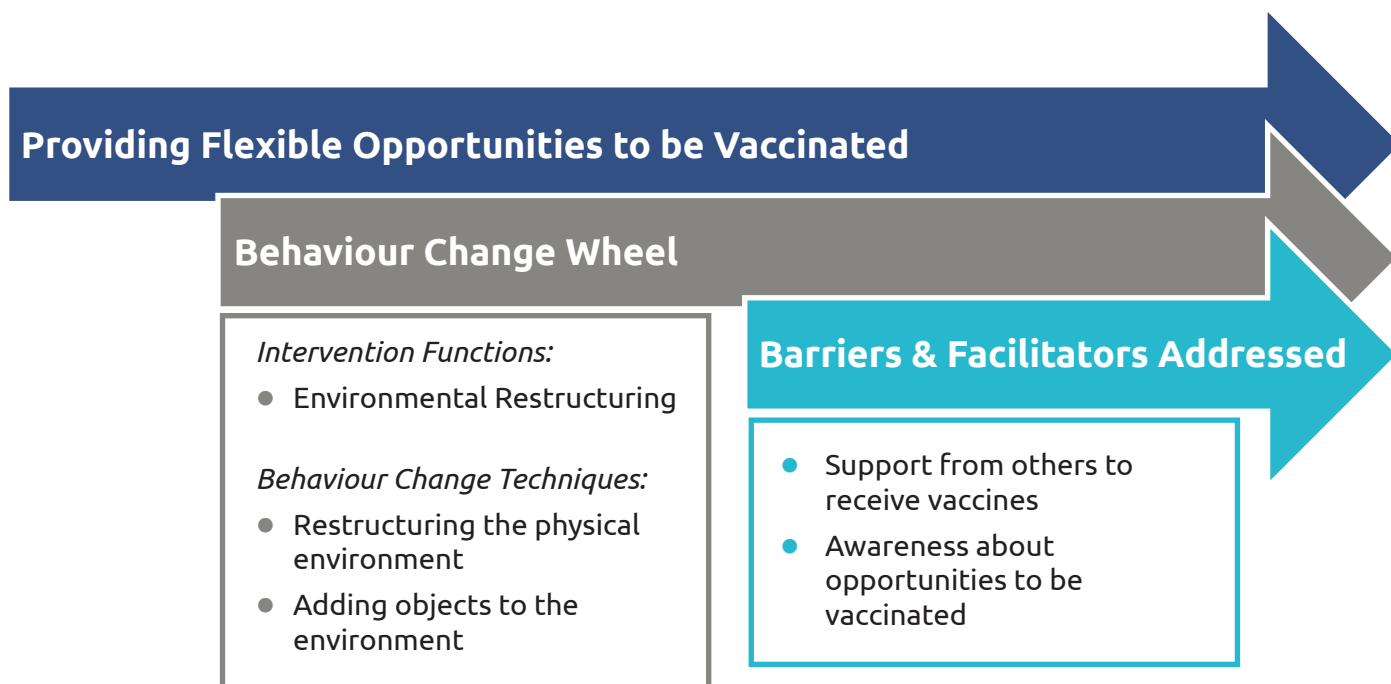 Providing Flexible Opportunities to be Vaccinated
Behaviour Change Wheel
Intervention Functions:
● Environmental Restructuring
Behaviour Change Techniques:
● Restructuring the physical
environment
● Adding objects to the
environment
Barriers & Facilitators Addressed
● Support from others to
receive vaccines
● Awareness about
opportunities to be
vaccinated